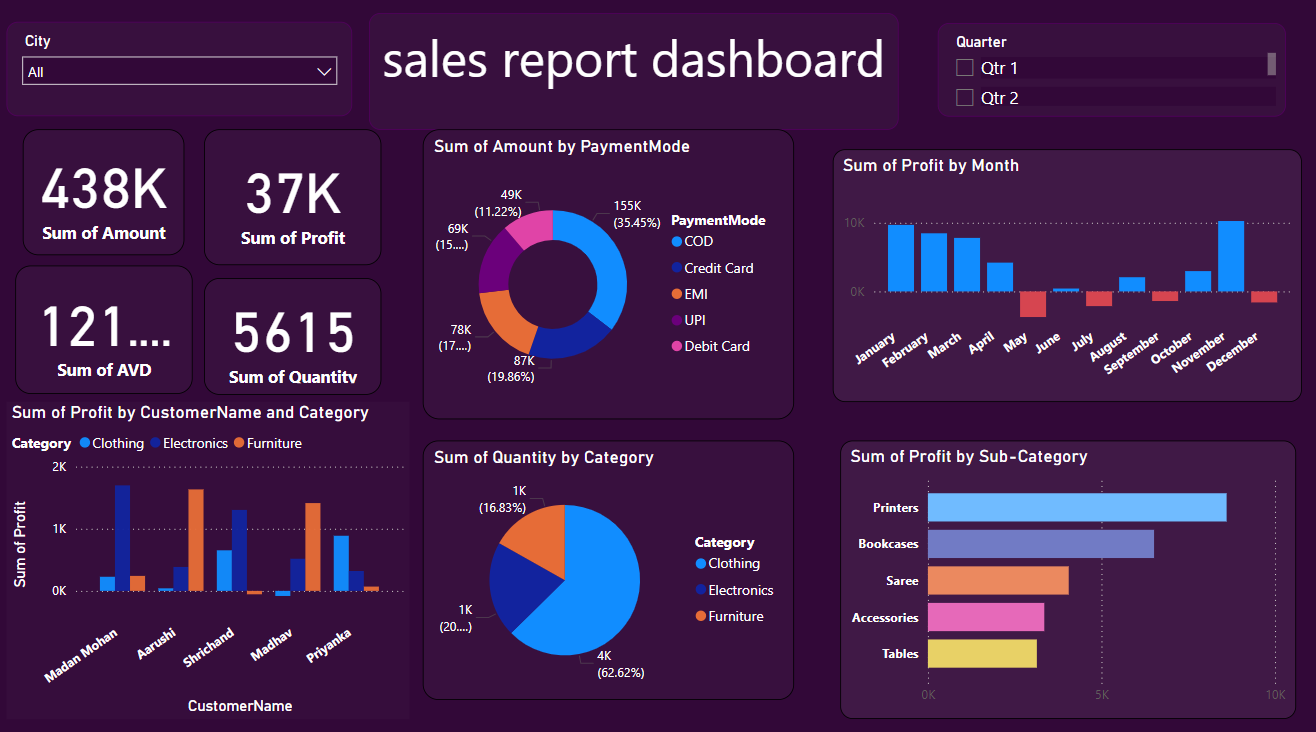 City
All
sales report dashboard
Quarter
Qtr 1
Qtr 2
438K
Sum of Amount
37K
Sum of Profit
121....
Sum of AVD
5615
Sum of Quantity
Sum of Amount by PaymentMode
49K
(11.22%)
155K
(35.45%)
69K
(15....)
78K
(17....)
87K
(19.86%)
PaymentMode
COD
Credit Card
EMI
UPI
Debit Card
Sum of Profit by Month
10K
0K
January
February
March
April
May
June
July
August
September
October
November
December
Sum of Profit by CustomerName and Category
Category Clothing Electronics Furniture
Sum of Profit
2K
1K
0K
Madan Mohan
Aarushi
Shrichand
Madhav
Priyanka
CustomerName
Sum of Quantity by Category
1K
(16.83%)
1K
(20....)
4K
(62.62%)
Category
Clothing
Electronics
Furniture
Sum of Profit by Sub-Category
Printers
Bookcases
Saree
Accessories
Tables
0K
5K
10K